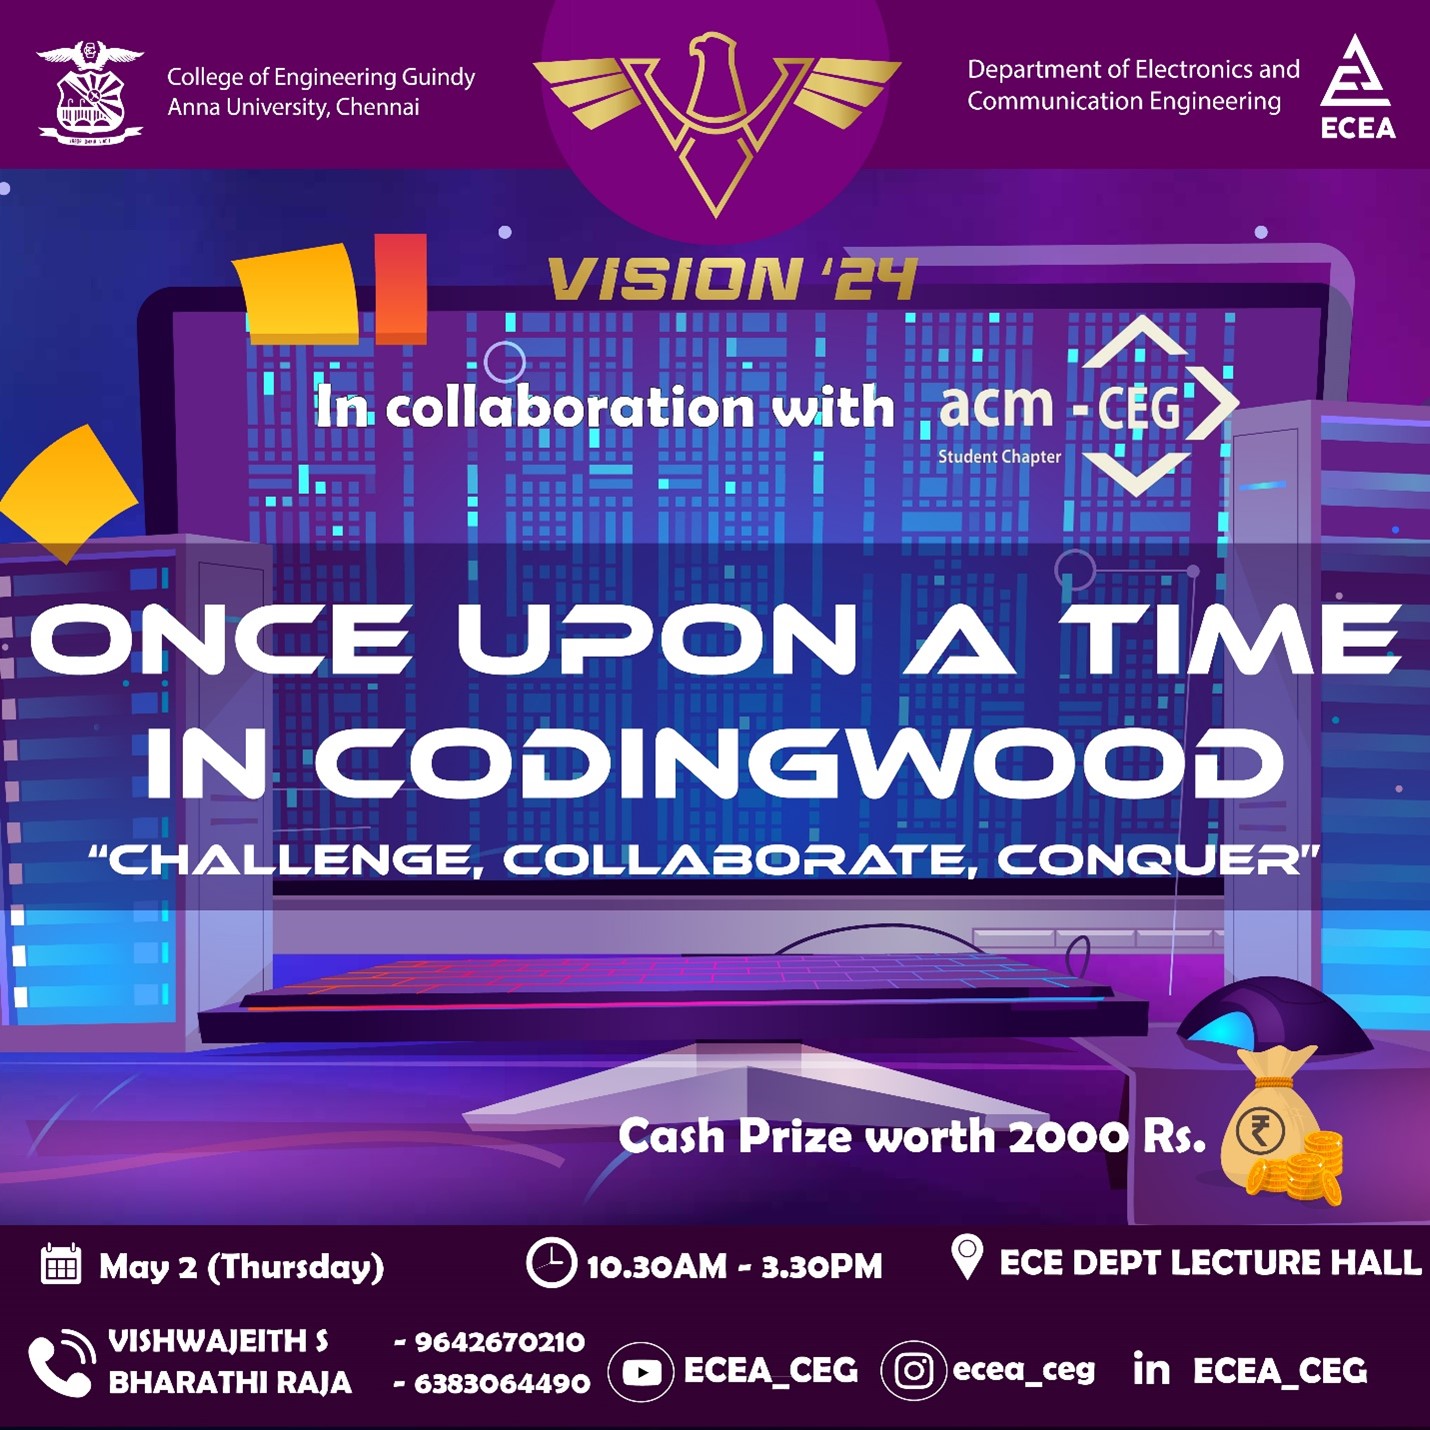 College of Engineering Guindy
Anna University, Chennai
Department of Electronics and
Communication Engineering
ECEA
VISION '24
In collaboration with
acm -CEG
Student Chapter
ONCE UPON A TIME
IN CODINGWOOD
“CHALLENGE, COLLABORATE, CONQUER”
Cash Prize worth 2000 Rs.
₹
May 2 (Thursday)
10.30AM - 3.30PM
ECE DEPT LECTURE HALL
VISHWAJEITH S - 9642670210
BHARATHI RAJA - 6383064490
ECEA_CEG
ecea_ceg
in ECEA_CEG